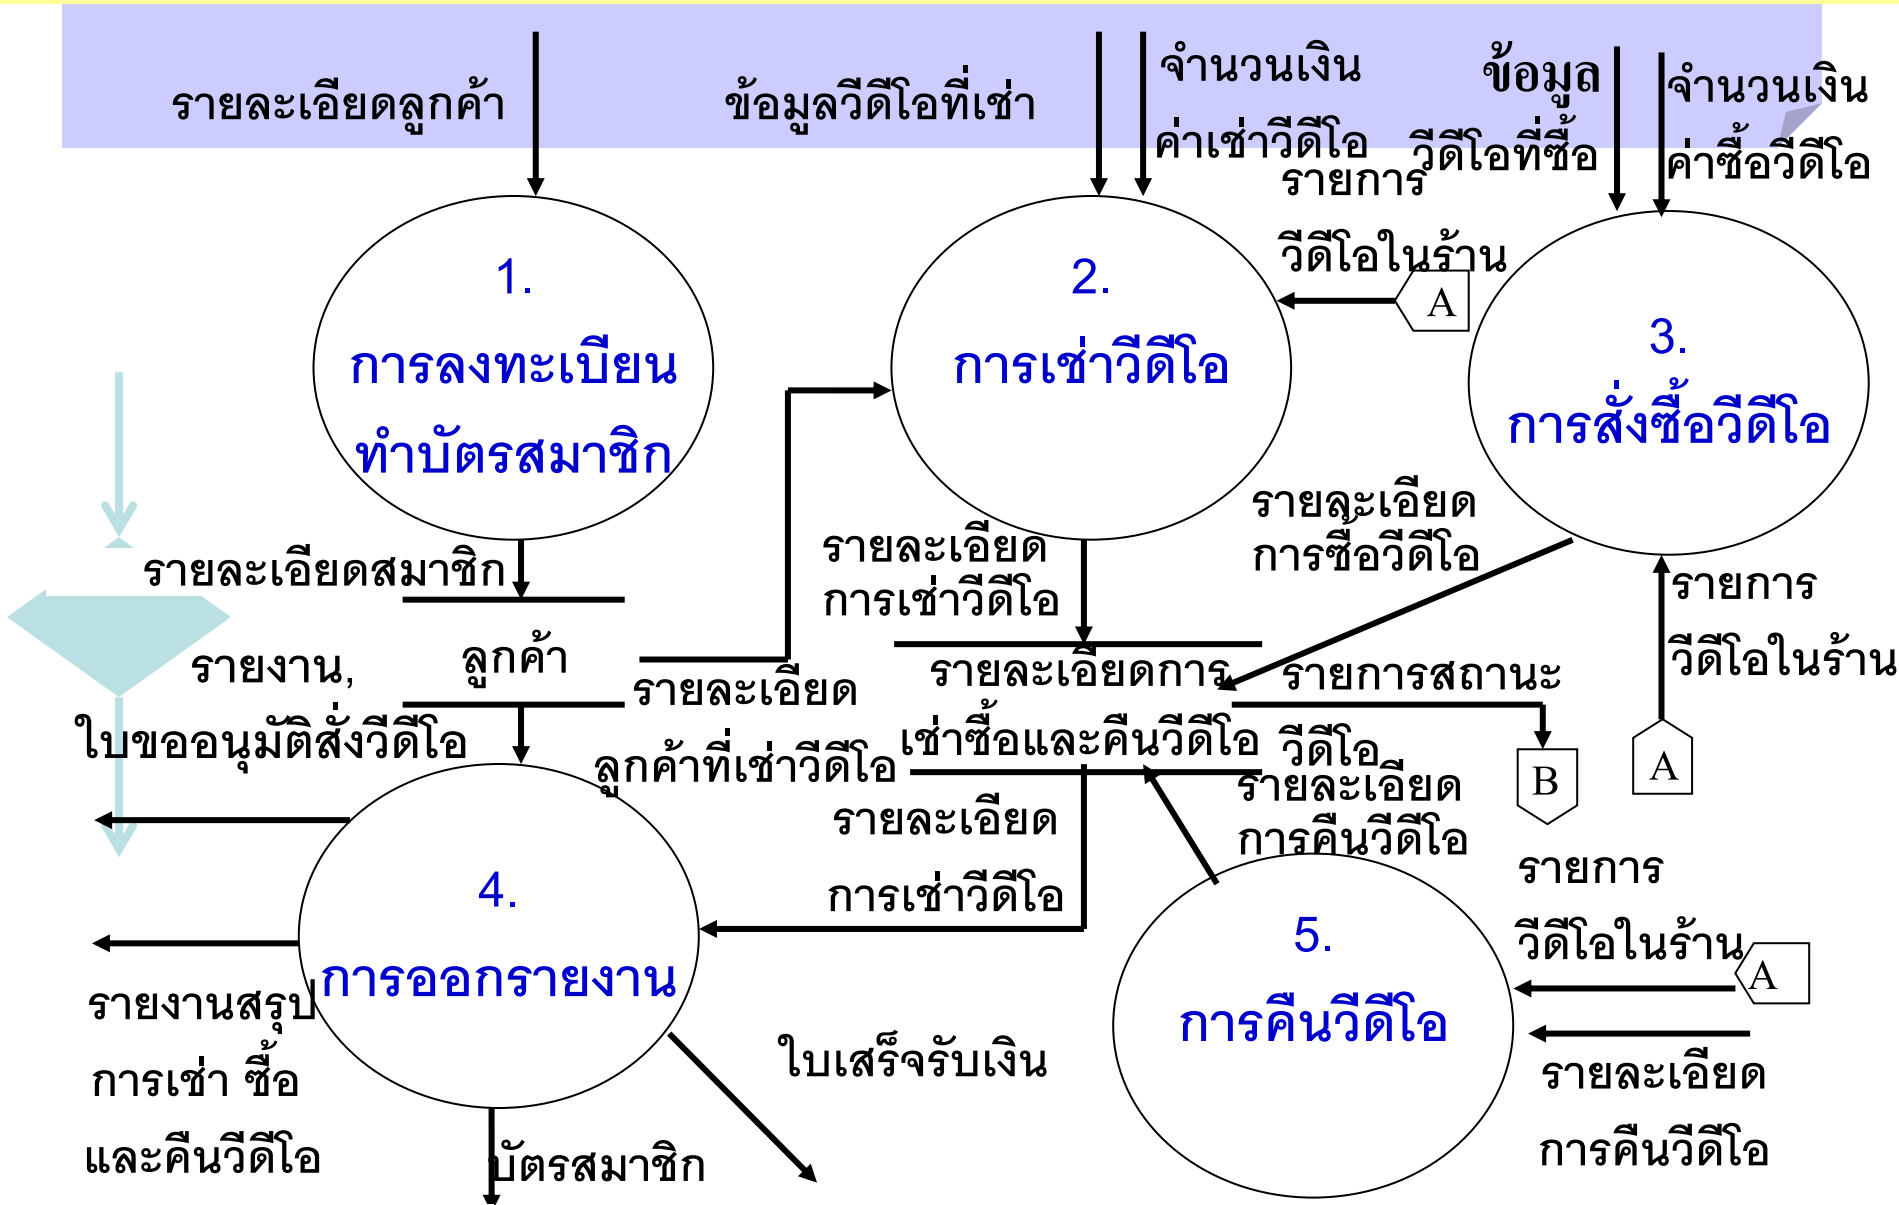 รายละเอียดลูกค้า
ข้อมูลวีดีโอที่เช่า
จำนวนเงิน
ค่าเช่าวีดีโอ
ข้อมูล
วีดีโอที่ซื้อ
จำนวนเงิน
ค่าซื้อวีดีโอ
รายการ
วีดีโอในร้าน
A
1.
การลงทะเบียน
ทำบัตรสมาชิก
2.
การเช่าวีดีโอ
3.
การสั่งซื้อวีดีโอ
รายละเอียดสมาชิก
รายละเอียด
การเช่าวีดีโอ
รายละเอียด
การซื้อวีดีโอ
รายการ
วีดีโอในร้าน
A
ลูกค้า
รายงาน,
ใบขออนุมัติสั่งวีดีโอ
รายละเอียด
ลูกค้าที่เช่าวีดีโอ
รายละเอียดการ
เช่าซื้อและคืนวีดีโอ
รายการสถานะ
วีดีโอ
B
รายละเอียด
การคืนวีดีโอ
รายละเอียด
การเช่าวีดีโอ
4.
การออกรายงาน
5.
การคืนวีดีโอ
รายการ
วีดีโอในร้าน
A
รายละเอียด
การคืนวีดีโอ
รายงานสรุป
การเช่า ซื้อ
และคืนวีดีโอ
ใบเสร็จรับเงิน
บัตรสมาชิก